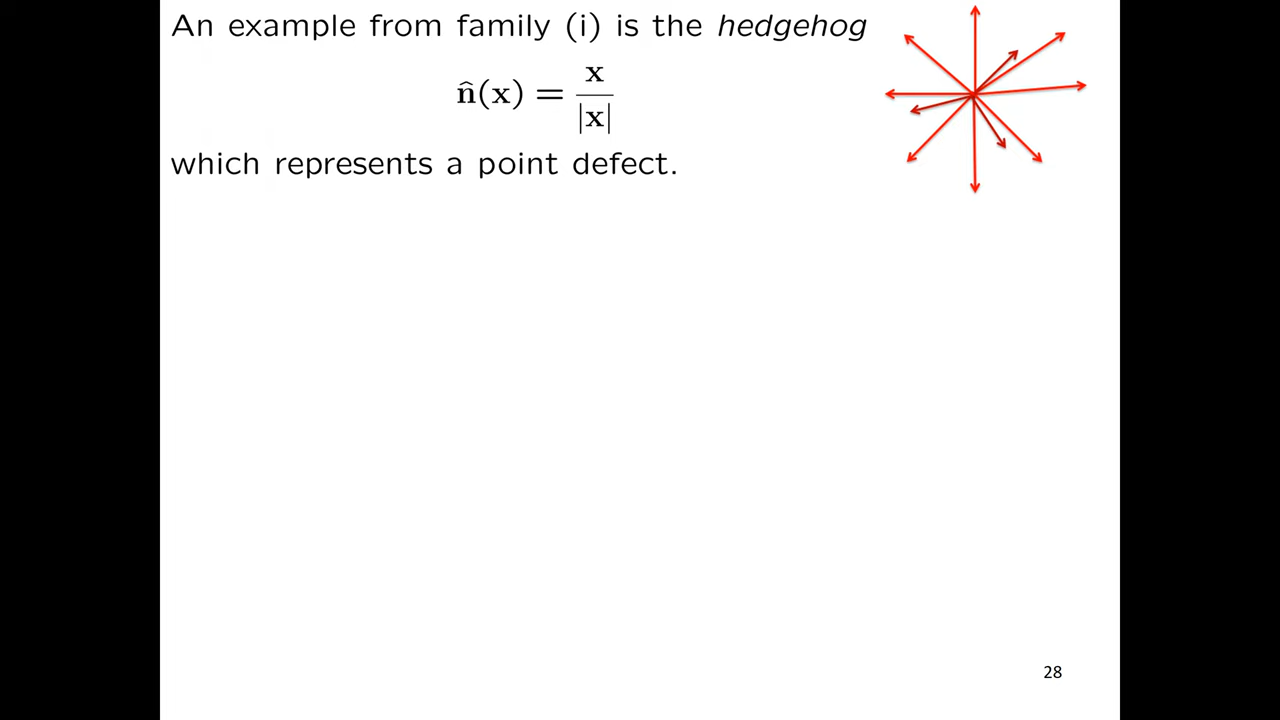 An example from family (i) is the hedgehog
n̂(x) = x/|x|
which represents a point defect.
28